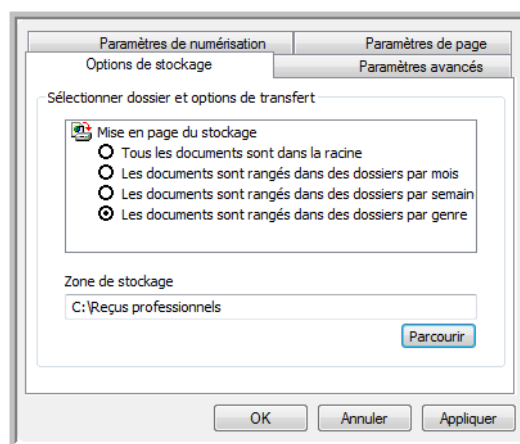 Paramètres de numérisation
Paramètres de page
Options de stockage
Paramètres avancés
Sélectionner dossier et options de transfert
Mise en page du stockage
Tous les documents sont dans la racine
Les documents sont rangés dans des dossiers par mois
Les documents sont rangés dans des dossiers par semain
Les documents sont rangés dans des dossiers par genre
Zone de stockage
C:\Reçus professionnels
Parcourir
OK
Annuler
Appliquer